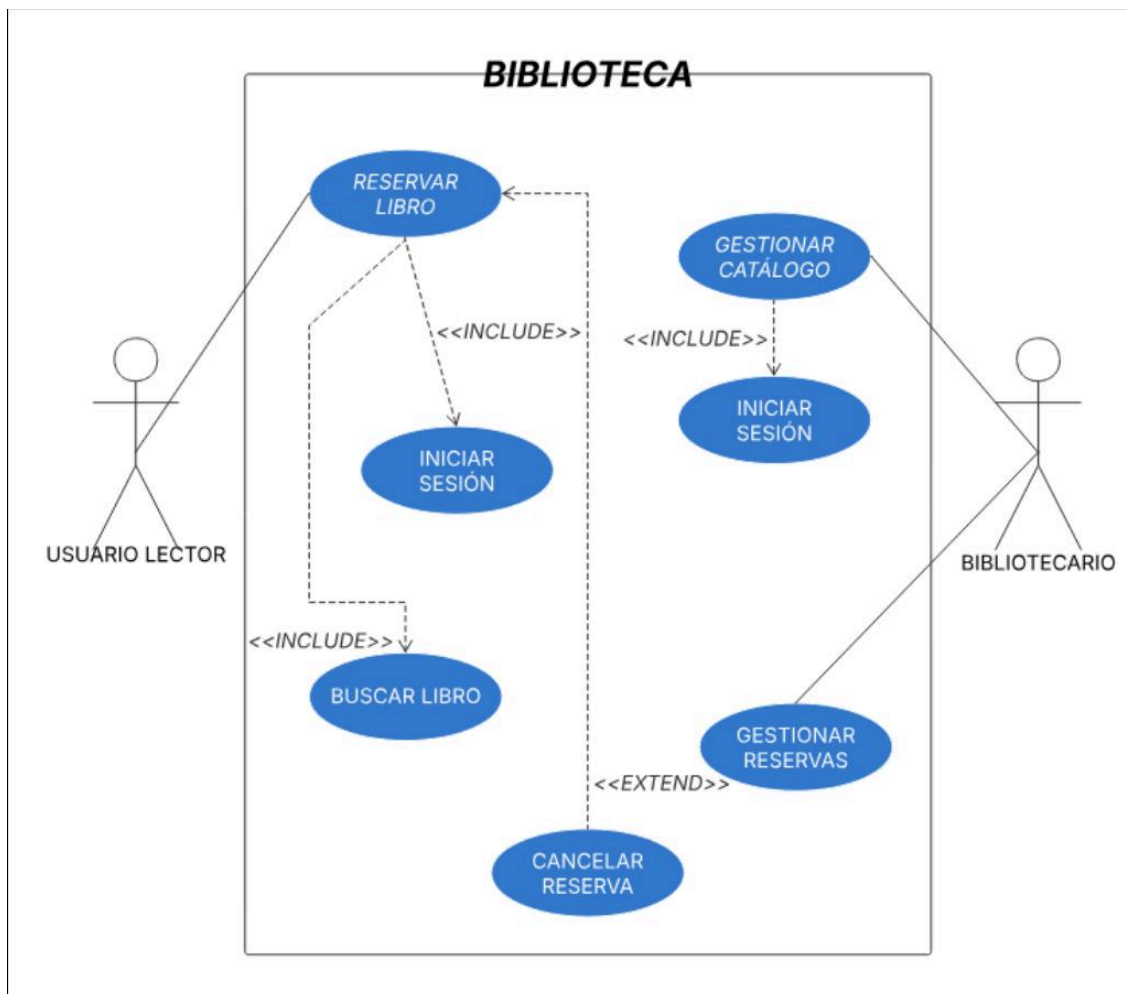 BIBLIOTECA
RESERVAR
LIBRO
GESTIONAR
CATÁLOGO
<<INCLUDE>>
<<INCLUDE>>
INICIAR
SESIÓN
INICIAR
SESIÓN
USUARIO LECTOR
BIBLIOTECARIO
<<INCLUDE>>
BUSCAR LIBRO
GESTIONAR
RESERVAS
<<EXTEND>>
CANCELAR
RESERVA